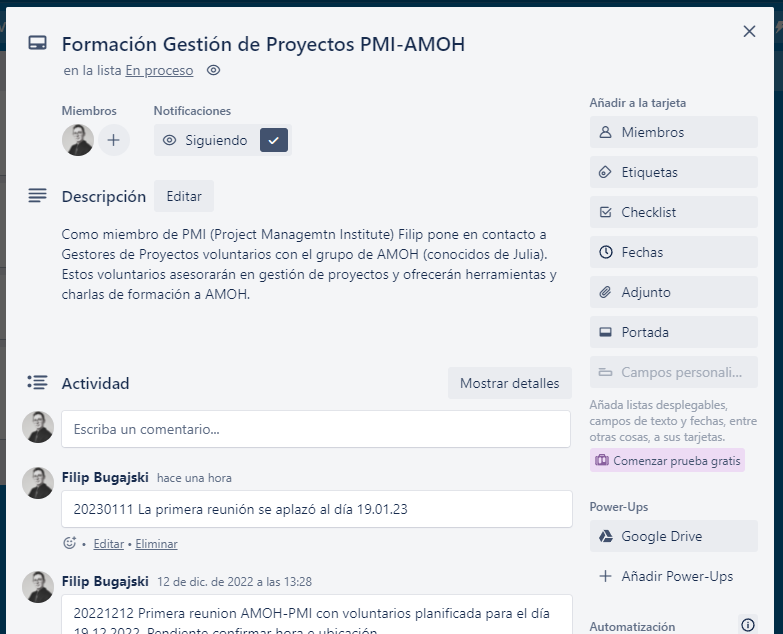 Formación Gestión de Proyectos PMI-AMOH
en la lista En proceso
Miembros
Notificaciones
Siguiendo
Descripción
Editar
Como miembro de PMI (Project Managemtn Institute) Filip pone en contacto a
Gestores de Proyectos voluntarios con el grupo de AMOH (conocidos de Julia).
Estos voluntarios asesorarán en gestión de proyectos y ofrecerán herramientas y
charlas de formación a AMOH.
Actividad
Mostrar detalles
Escriba un comentario...
Filip Bugajski hace una hora
20230111 La primera reunión se aplazó al día 19.01.23
Editar • Eliminar
Filip Bugajski 12 de dic. de 2022 a las 13:28
20221212 Primera reunion AMOH-PMI con voluntarios planificada para el día
19.12.2022. Pendiente confirmar hora e ubicación
Añadir a la tarjeta
Miembros
Etiquetas
Checklist
Fechas
Adjunto
Portada
Campos personali...
Añada listas desplegables,
campos de texto y fechas, entre
otras cosas, a sus tarjetas.
Comenzar prueba gratis
Power-Ups
Google Drive
Añadir Power-Ups
Automatización